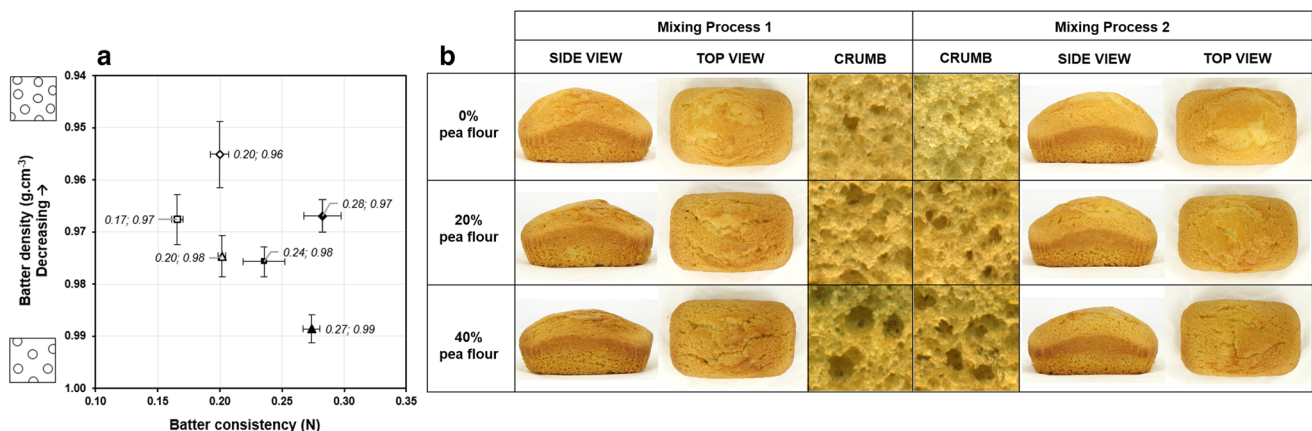 a
Batter density (g.cm-3)
Decreasing →
0.94
0.95
0.96
0.97
0.98
0.99
1.00
0.20; 0.96
0.17; 0.97
0.28; 0.97
0.20; 0.98
0.24; 0.98
0.27; 0.99
0.10
0.15
0.20
0.25
0.30
0.35
Batter consistency (N)
b
Mixing Process 1
Mixing Process 2
SIDE VIEW
TOP VIEW
CRUMB
CRUMB
SIDE VIEW
TOP VIEW
0%
pea flour
20%
pea flour
40%
pea flour